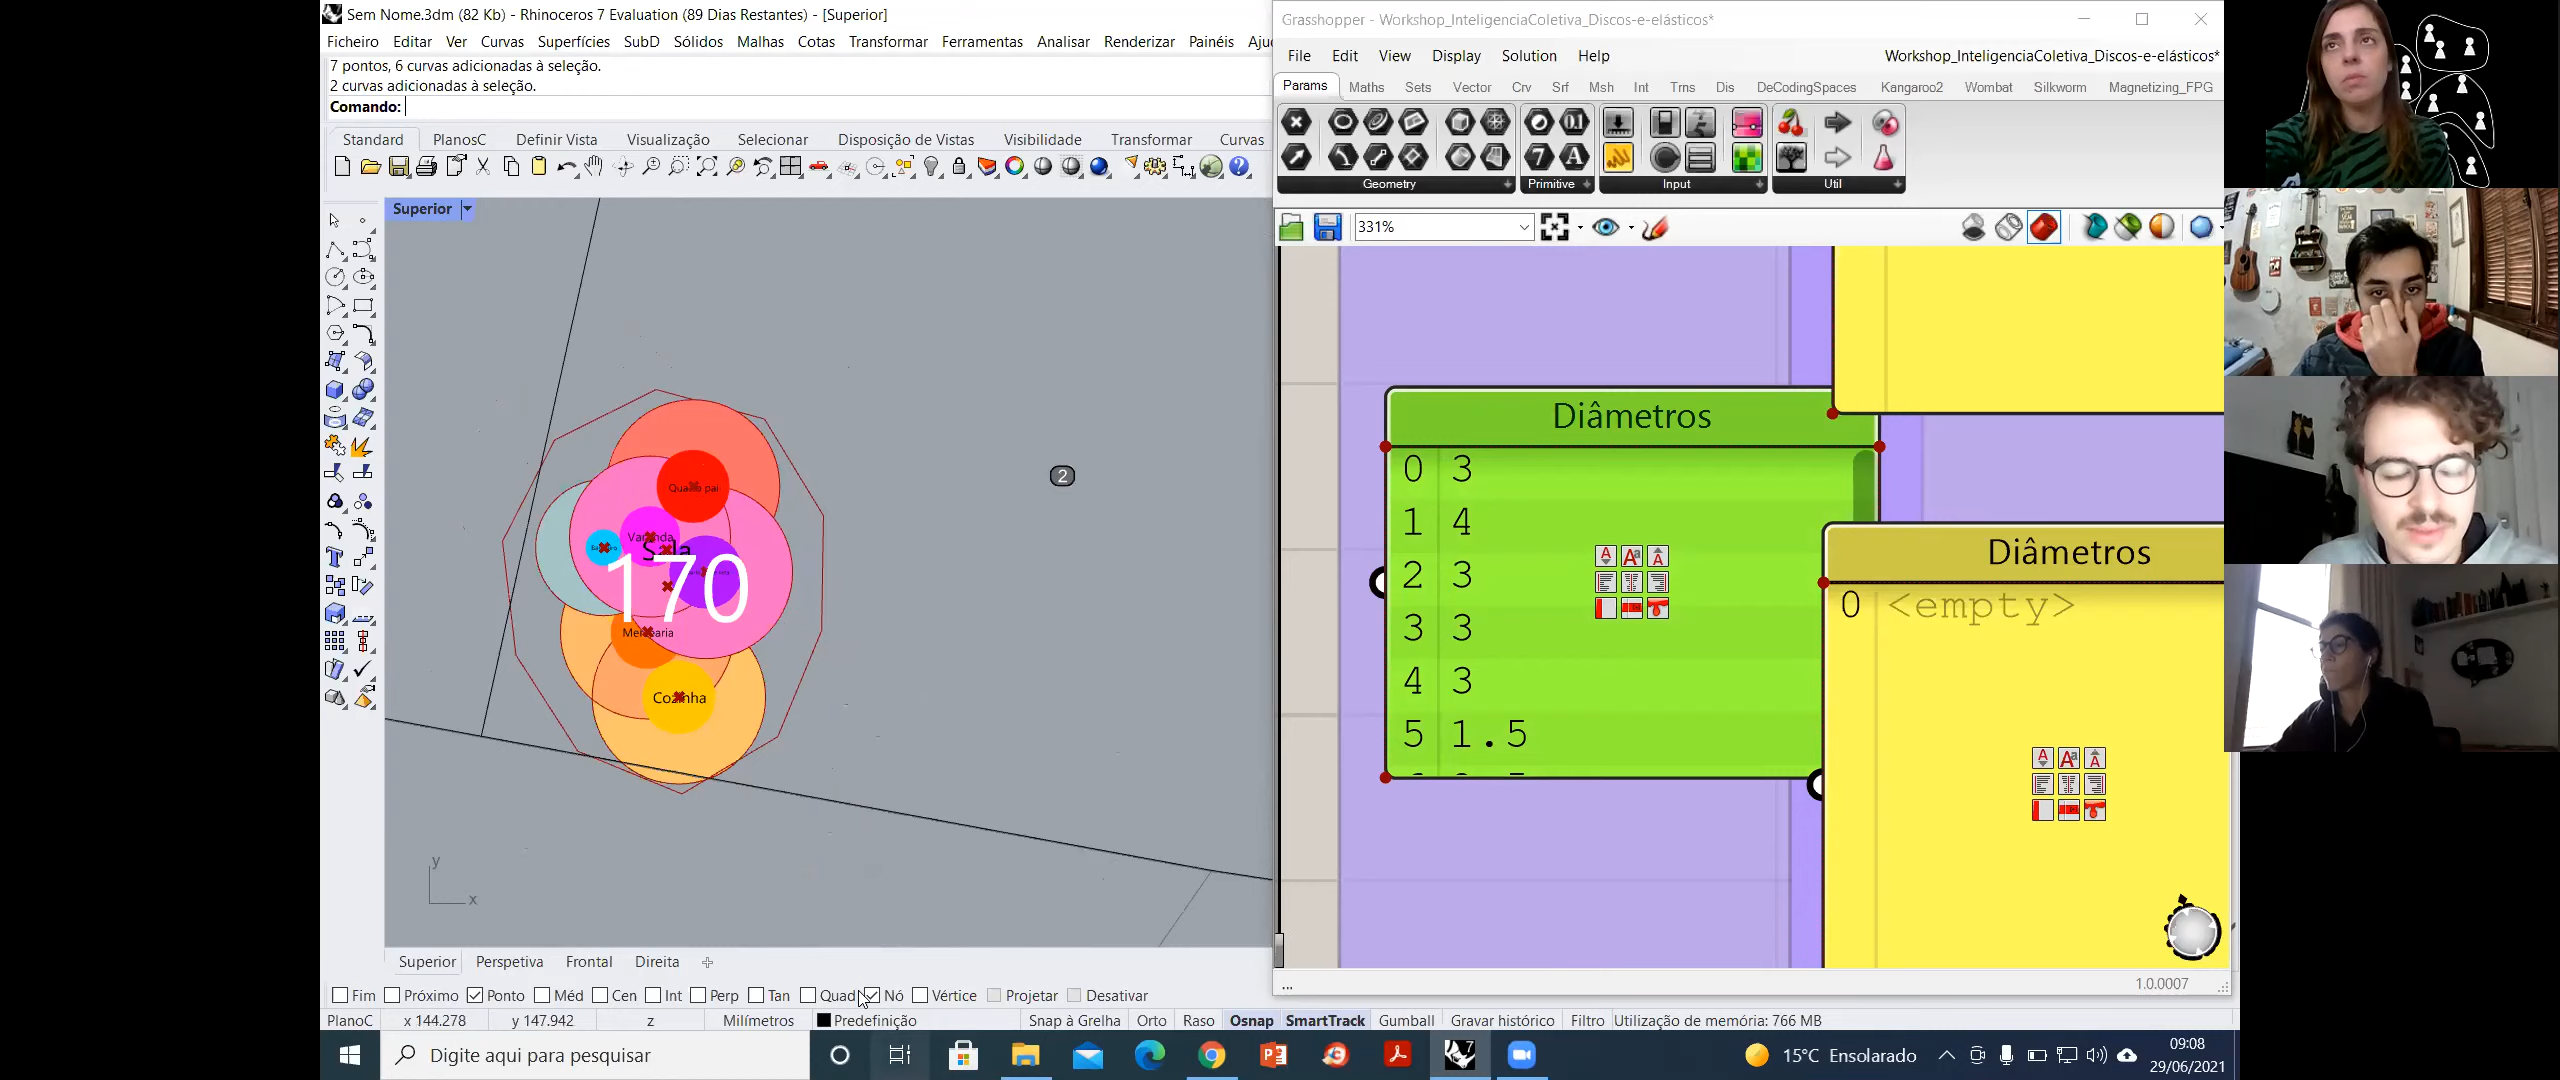 Sem Nome.3dm (82 Kb) - Rhinoceros 7 Evaluation (89 Dias Restantes) - [Superior]
Ficheiro Editar Ver Curvas Superfícies SubD Sólidos Malhas Cotas Transformar Ferramentas Analisar Renderizar Painéis Aju
7 pontos, 6 curvas adicionadas à seleção.
2 curvas adicionadas à seleção.
Comando:
Standard PlanosC Definir Vista Visualização Selecionar Disposição de Vistas Visibilidade Transformar Curvas
Superior
2
Varanda
Sala
170
Cozinha
y
x
Superior Perspetiva Frontal Direita
Fim Próximo Ponto Méd Cen Int Perp Tan Quad Nó Vértice Projetar Desativar
PlanoC x 144.278 y 147.942 z Milímetros Predefinição Snap à Grelha Orto Raso Osnap SmartTrack Gumball Gravar histórico Filtro Utilização de memória: 766 MB
Grasshopper - Workshop_InteligenciaColetiva_Discos-e-elásticos*
File Edit View Display Solution Help
Workshop_InteligenciaColetiva_Discos-e-elásticos*
Params Maths Sets Vector Crv Srf Msh Int Trns Dis DeCodingSpaces Kangaroo2 Wombat Silkworm Magnetizing_FPG
Geometry Primitive Input Util
331%
Diâmetros
0 3
1 4
2 3
3 3
4 3
5 1.5
Diâmetros
0 <empty>
...
1.0.0007
Digite aqui para pesquisar
15°C Ensolarado
09:08
29/06/2021